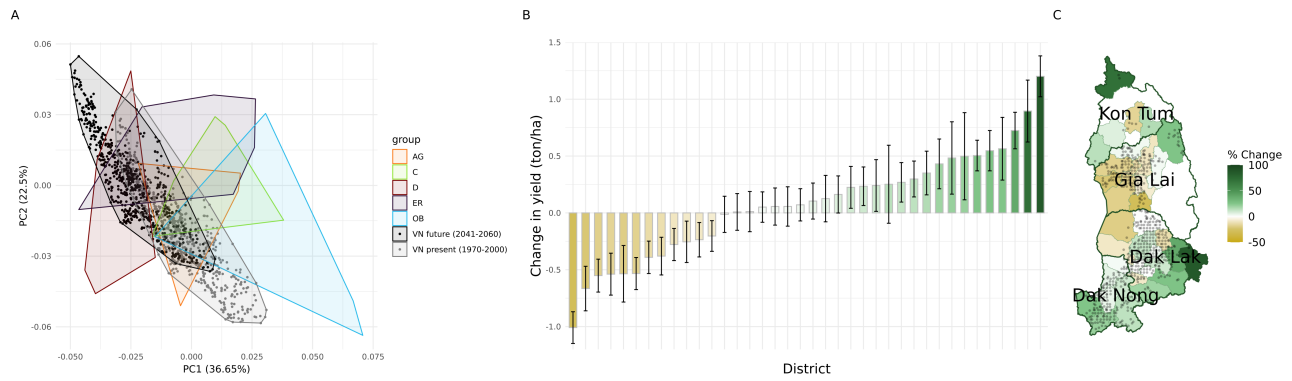 A
0.06
0.03
0.00
-0.03
-0.06
PC2 (22.5%)
-0.050
-0.025
0.000
0.025
0.050
0.075
PC1 (36.65%)
group
AG
C
D
ER
OB
VN future (2041-2060)
VN present (1970-2000)
B
1.5
1.0
0.5
0.0
-0.5
-1.0
Change in yield (ton/ha)
District
C
Kon Tum
Gia Lai
Dak Lak
Dak Nong
% Change
100
50
0
-50